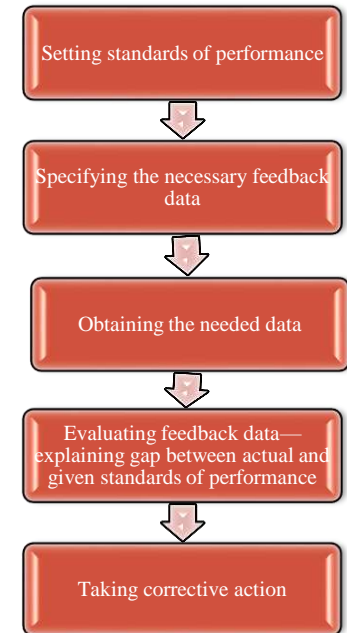 Setting standards of performance
Specifying the necessary feedback
data
Obtaining the needed data
Evaluating feedback data—
explaining gap between actual and
given standards of performance
Taking corrective action